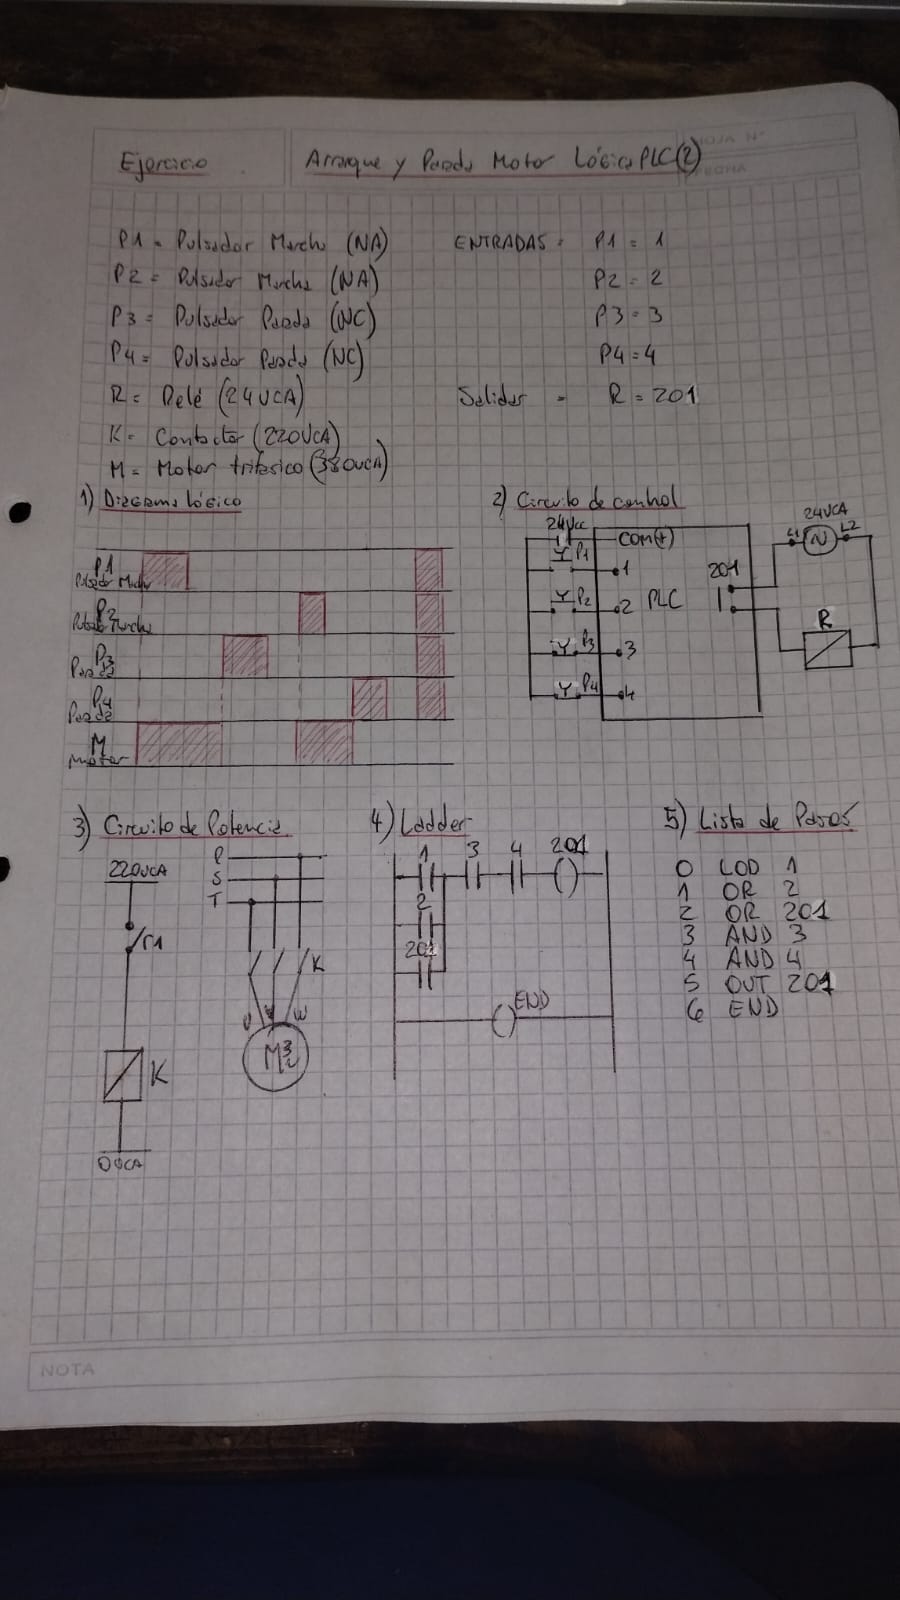 HOJA N°
FECHA
Ejercicio
Arranque y Parada Motor Lógica PLC(2)
P1 = Pulsador Marcha (NA)
P2 = Pulsador Marcha (NA)
P3 = Pulsador Parada (NC)
P4 = Pulsador Parada (NC)
R = Relé (24VCA)
K = Contactor (220VCA)
M = Motor trifásico (380VCA)
ENTRADAS = P1 = 1
P2 = 2
P3 = 3
P4 = 4
Salidas = R = 201
1) Diagrama lógico
P1
Pulsador Marcha
P2
Pulsador Marcha
P3
Parada
P4
Parada
M
Motor
2) Circuito de control
24Vcc
COM(+)
P1
1
P2
2
PLC
P3
3
P4
4
201
24VCA
L1
N
L2
R
3) Circuito de Potencia
220VCA
K
0VCA
R
S
T
K
U
V
W
M3~
4) Ladder
1 3 4 201
2
201
END
5) Lista de Pasos
0 LOD 1
1 OR 2
2 OR 201
3 AND 3
4 AND 4
5 OUT 201
6 END
NOTA